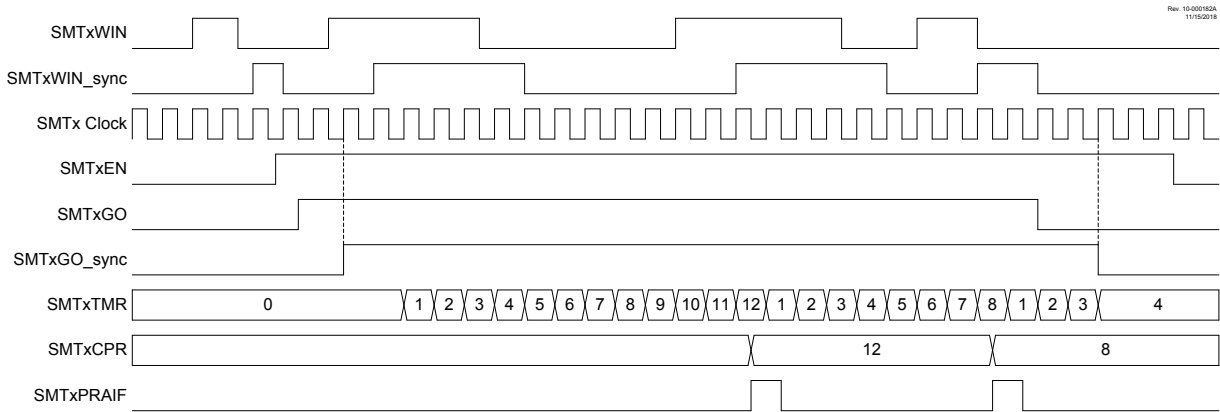 Rev. 10-000182A
11/15/2018
SMTxWIN
SMTxWIN_sync
SMTx Clock
SMTxEN
SMTxGO
SMTxGO_sync
SMTxTMR 0 1 2 3 4 5 6 7 8 9 10 11 12 1 2 3 4 5 6 7 8 1 2 3 4
SMTxCPR 12 8
SMTxPRAIF